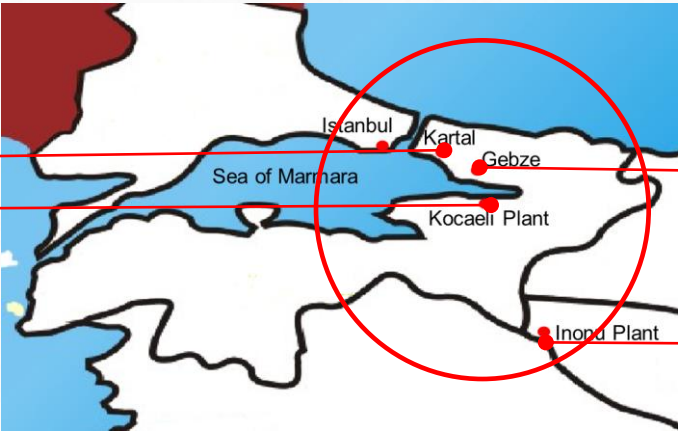 Istanbul
Kartal
Gebze
Sea of Marmara
Kocaeli Plant
Inonu Plant